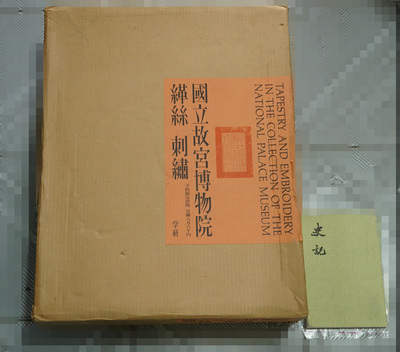 國立故宮博物院
緙絲 刺繡
学研
TAPESTRY AND EMBROIDERY
IN THE COLLECTION OF THE
NATIONAL PALACE MUSEUM
史記